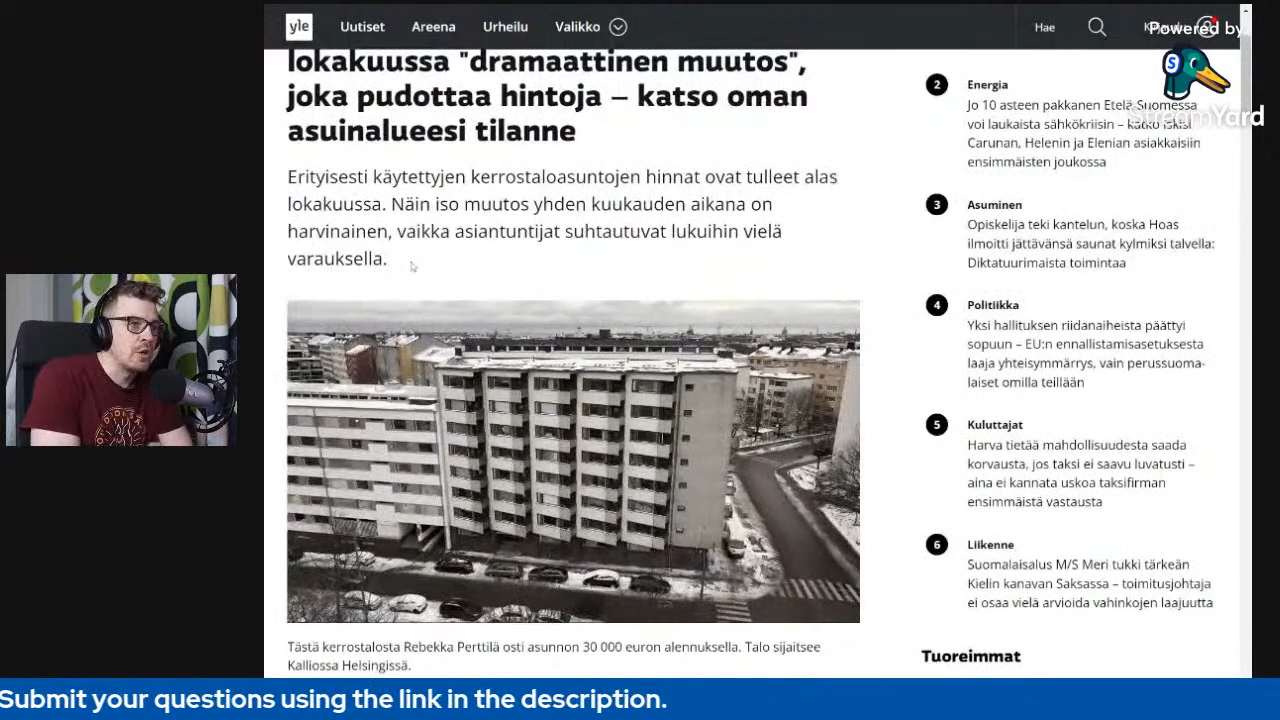 yle
Uutiset
Areena
Urheilu
Valikko
Hae
Powered by
StreamYard
lokakuussa "dramaattinen muutos",
joka pudottaa hintoja – katso oman
asuinalueesi tilanne
Erityisesti käytettyjen kerrostaloasuntojen hinnat ovat tulleet alas
lokakuussa. Näin iso muutos yhden kuukauden aikana on
harvinainen, vaikka asiantuntijat suhtautuvat lukuihin vielä
varauksella.
Tästä kerrostalosta Rebekka Perttilä osti asunnon 30 000 euron alennuksella. Talo sijaitsee
Kalliossa Helsingissä.
2
Energia
Jo 10 asteen pakkanen Etelä-Suomessa
voi laukaista sähkökriisin – katko iskisi
Carunan, Helenin ja Elenian asiakkaisiin
ensimmäisten joukossa
3
Asuminen
Opiskelija teki kantelun, koska Hoas
ilmoitti jättävänsä saunat kylmiksi talvella:
Diktatuurimaista toimintaa
4
Politiikka
Yksi hallituksen riidanaiheista päättyi
sopuun – EU:n ennallistamisasetuksesta
laaja yhteisymmärrys, vain perussuoma-
laiset omilla teillään
5
Kuluttajat
Harva tietää mahdollisuudesta saada
korvausta, jos taksi ei saavu luvatusti –
aina ei kannata uskoa taksifirman
ensimmäistä vastausta
6
Liikenne
Suomalaisalus M/S Meri tukki tärkeän
Kielin kanavan Saksassa – toimitusjohtaja
ei osaa vielä arvioida vahinkojen laajuutta
Tuoreimmat
Submit your questions using the link in the description.